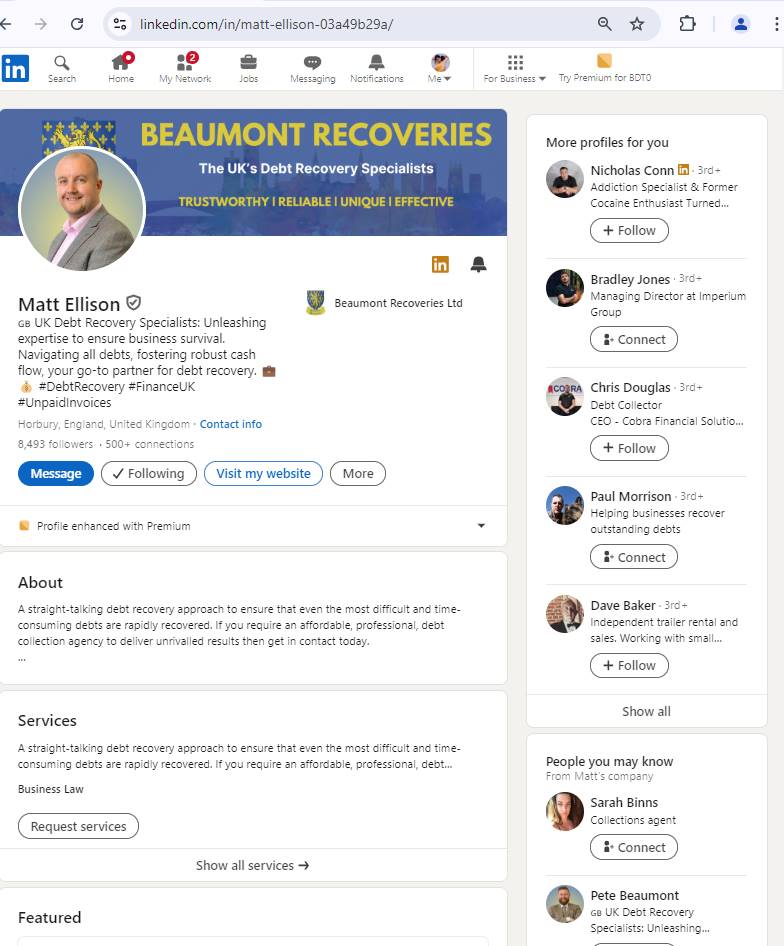 linkedin.com/in/matt-ellison-03a49b29a/
in
Search
Home
2
My Network
Jobs
Messaging
Notifications
Me
For Business
Try Premium for BDT0
BEAUMONT RECOVERIES
The UK's Debt Recovery Specialists
TRUSTWORTHY | RELIABLE | UNIQUE | EFFECTIVE
in
Matt Ellison
Beaumont Recoveries Ltd
GB UK Debt Recovery Specialists: Unleashing
expertise to ensure business survival.
Navigating all debts, fostering robust cash
flow, your go-to partner for debt recovery. 💼
💰 #DebtRecovery #FinanceUK
#UnpaidInvoices
Horbury, England, United Kingdom · Contact info
8,493 followers · 500+ connections
Message
Following
Visit my website
More
Profile enhanced with Premium
About
A straight-talking debt recovery approach to ensure that even the most difficult and time-
consuming debts are rapidly recovered. If you require an affordable, professional, debt
collection agency to deliver unrivalled results then get in contact today.
...
Services
A straight-talking debt recovery approach to ensure that even the most difficult and time-
consuming debts are rapidly recovered. If you require an affordable, professional, debt...
Business Law
Request services
Show all services →
Featured
More profiles for you
Nicholas Conn in · 3rd+
Addiction Specialist & Former
Cocaine Enthusiast Turned...
+ Follow
Bradley Jones · 3rd+
Managing Director at Imperium
Group
Connect
COBRA
Chris Douglas · 3rd+
Debt Collector
CEO - Cobra Financial Solutio...
+ Follow
Paul Morrison · 3rd+
Helping businesses recover
outstanding debts
Connect
Dave Baker · 3rd+
Independent trailer rental and
sales. Working with small...
+ Follow
Show all
People you may know
From Matt's company
Sarah Binns
Collections agent
Connect
Pete Beaumont
GB UK Debt Recovery
Specialists: Unleashing...